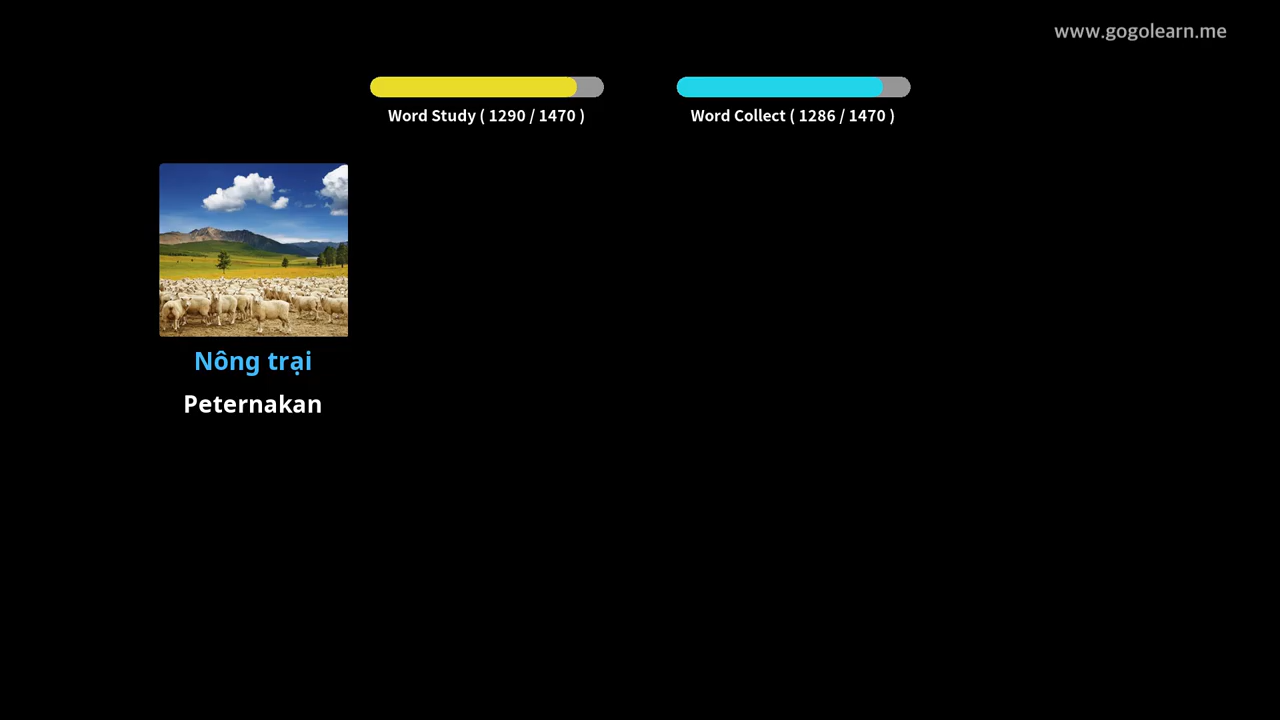 www.gogolearn.me
Word Study ( 1290 / 1470 )
Word Collect ( 1286 / 1470 )
Nông trại
Peternakan